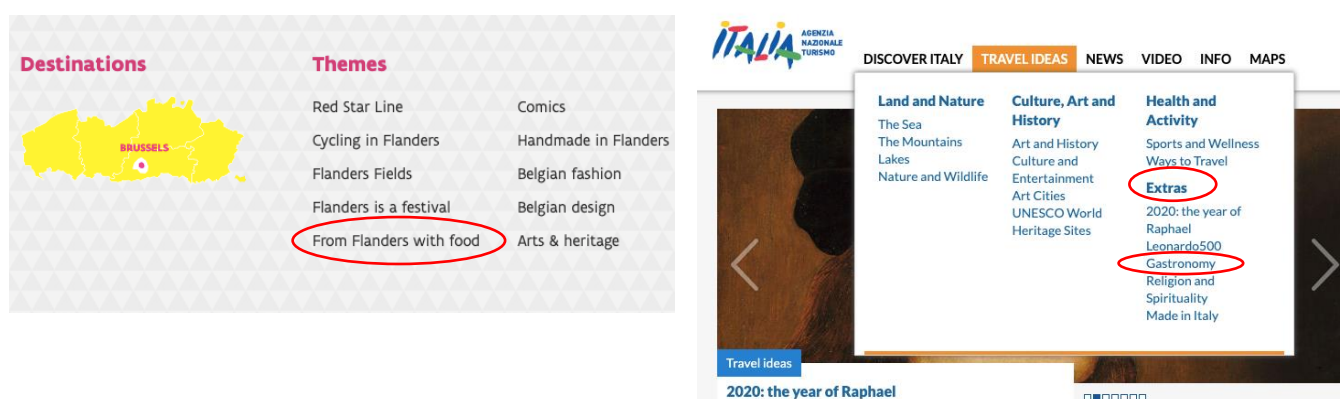 Destinations
BRUSSELS
Themes
Red Star Line
Cycling in Flanders
Flanders Fields
Flanders is a festival
From Flanders with food
Comics
Handmade in Flanders
Belgian fashion
Belgian design
Arts & heritage
ITALIA
AGENZIA
NAZIONALE
TURISMO
DISCOVER ITALY TRAVEL IDEAS NEWS VIDEO INFO MAPS
Land and Nature
The Sea
The Mountains
Lakes
Nature and Wildlife
Culture, Art and
History
Art and History
Culture and
Entertainment
Art Cities
UNESCO World
Heritage Sites
Health and
Activity
Sports and Wellness
Ways to Travel
Extras
2020: the year of
Raphael
Leonardo500
Gastronomy
Religion and
Spirituality
Made in Italy
Travel ideas
2020: the year of Raphael